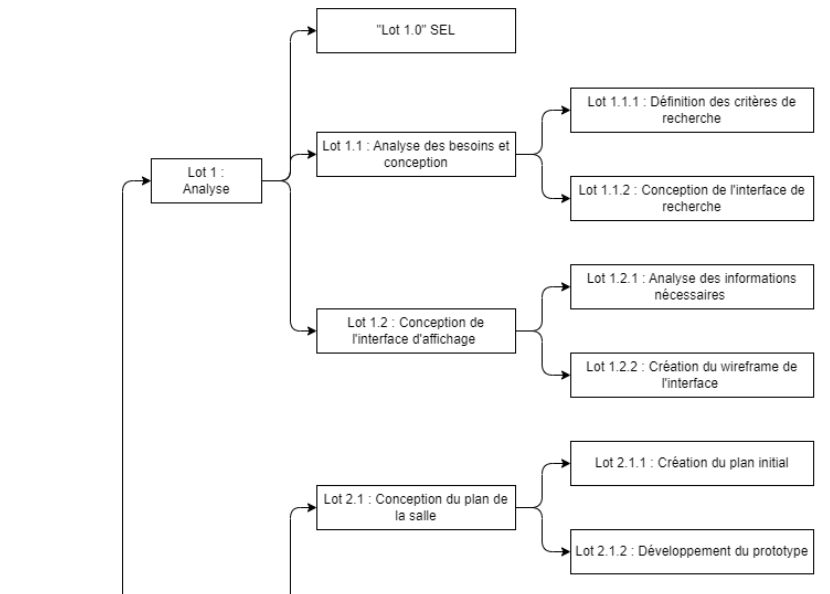 "Lot 1.0" SEL
Lot 1.1.1 : Définition des critères de
recherche
Lot 1.1 : Analyse des besoins et
conception
Lot 1 :
Analyse
Lot 1.1.2 : Conception de l'interface de
recherche
Lot 1.2.1 : Analyse des informations
nécessaires
Lot 1.2 : Conception de
l'interface d'affichage
Lot 1.2.2 : Création du wireframe de
l'interface
Lot 2.1.1 : Création du plan initial
Lot 2.1 : Conception du plan de
la salle
Lot 2.1.2 : Développement du prototype